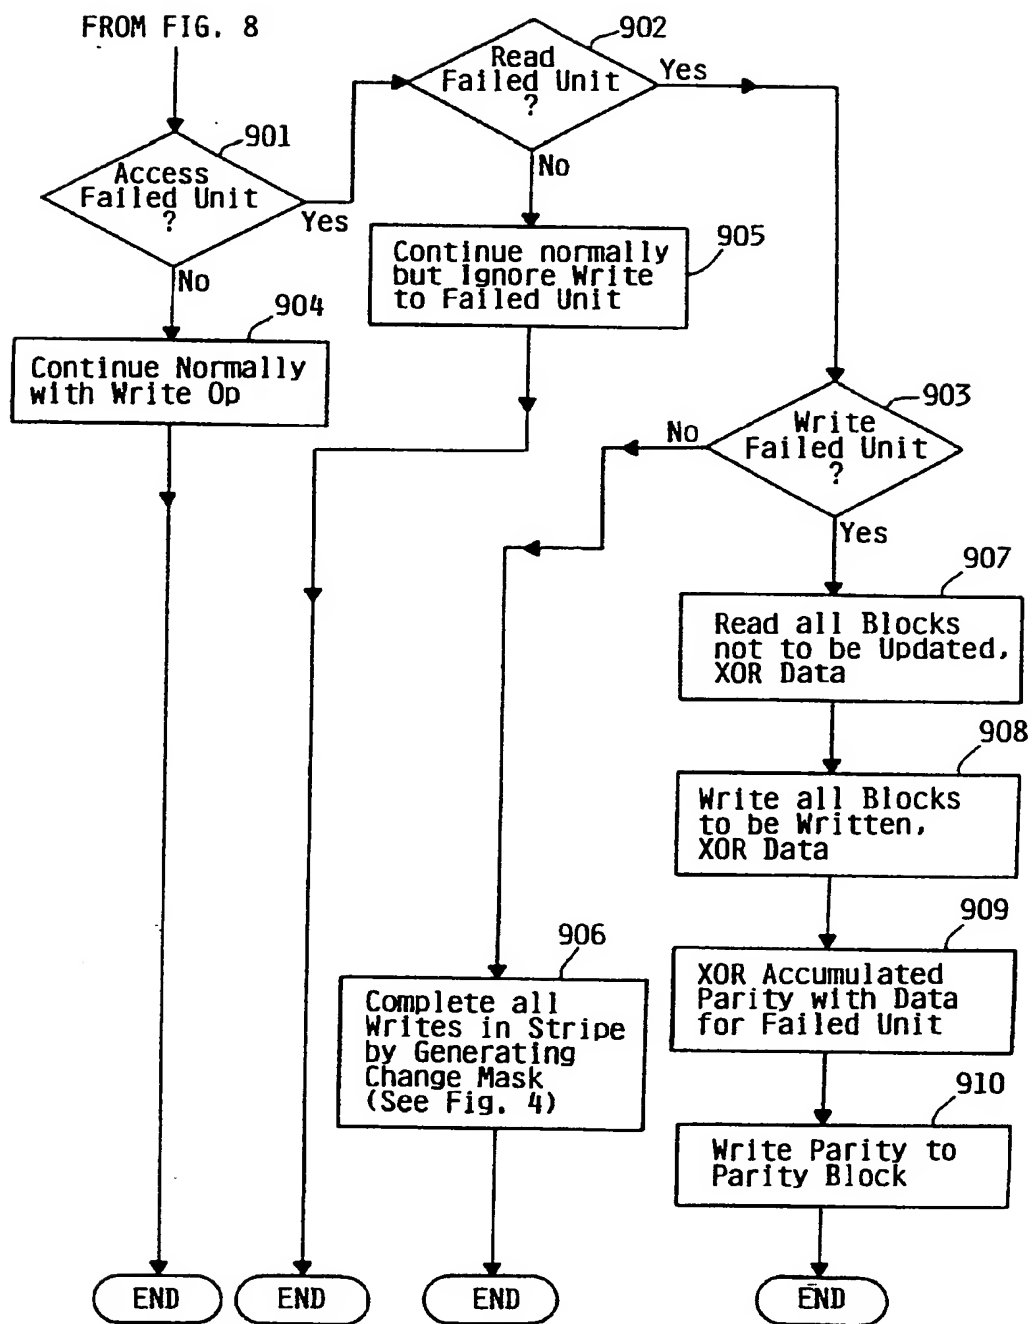 FROM FIG. 8
901
Access
Failed Unit
?
Yes
No
902
Read
Failed Unit
?
Yes
No
904
Continue Normally
with Write Op
905
Continue normally
but Ignore Write
to Failed Unit
903
Write
Failed Unit
?
No
Yes
906
Complete all
Writes in Stripe
by Generating
Change Mask
(See Fig. 4)
907
Read all Blocks
not to be Updated,
XOR Data
908
Write all Blocks
to be Written,
XOR Data
909
XOR Accumulated
Parity with Data
for Failed Unit
910
Write Parity to
Parity Block
END
END
END
END